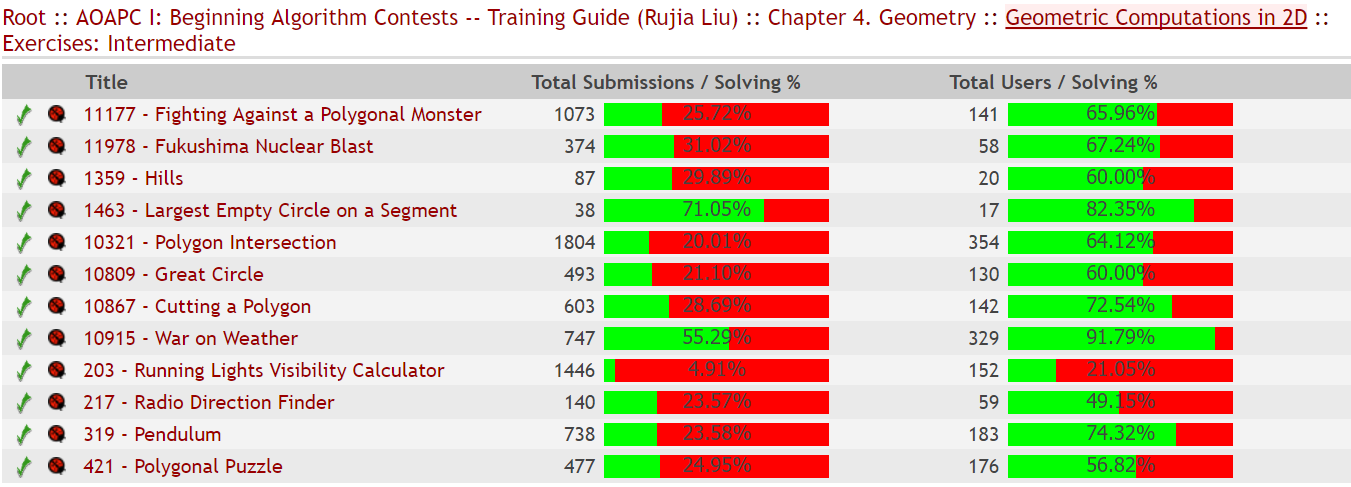 Root :: AOAPC I: Beginning Algorithm Contests -- Training Guide (Rujia Liu) :: Chapter 4. Geometry :: Geometric Computations in 2D ::
Exercises: Intermediate
Title Total Submissions / Solving % Total Users / Solving %
11177 - Fighting Against a Polygonal Monster 1073 25.72% 141 65.96%
11978 - Fukushima Nuclear Blast 374 31.02% 58 67.24%
1359 - Hills 87 29.89% 20 60.00%
1463 - Largest Empty Circle on a Segment 38 71.05% 17 82.35%
10321 - Polygon Intersection 1804 20.01% 354 64.12%
10809 - Great Circle 493 21.10% 130 60.00%
10867 - Cutting a Polygon 603 28.69% 142 72.54%
10915 - War on Weather 747 55.29% 329 91.79%
203 - Running Lights Visibility Calculator 1446 4.91% 152 21.05%
217 - Radio Direction Finder 140 23.57% 59 49.15%
319 - Pendulum 738 23.58% 183 74.32%
421 - Polygonal Puzzle 477 24.95% 176 56.82%